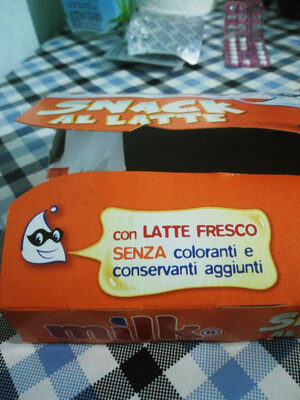 SNACK
AL LATTE
con LATTE FRESCO
SENZA coloranti e
conservanti aggiunti
milk